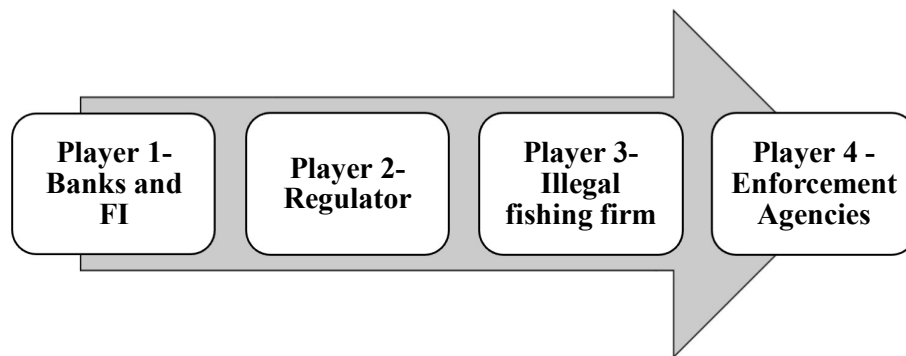 Player 1-
Banks and
FI
Player 2-
Regulator
Player 3-
Illegal
fishing firm
Player 4 -
Enforcement
Agencies